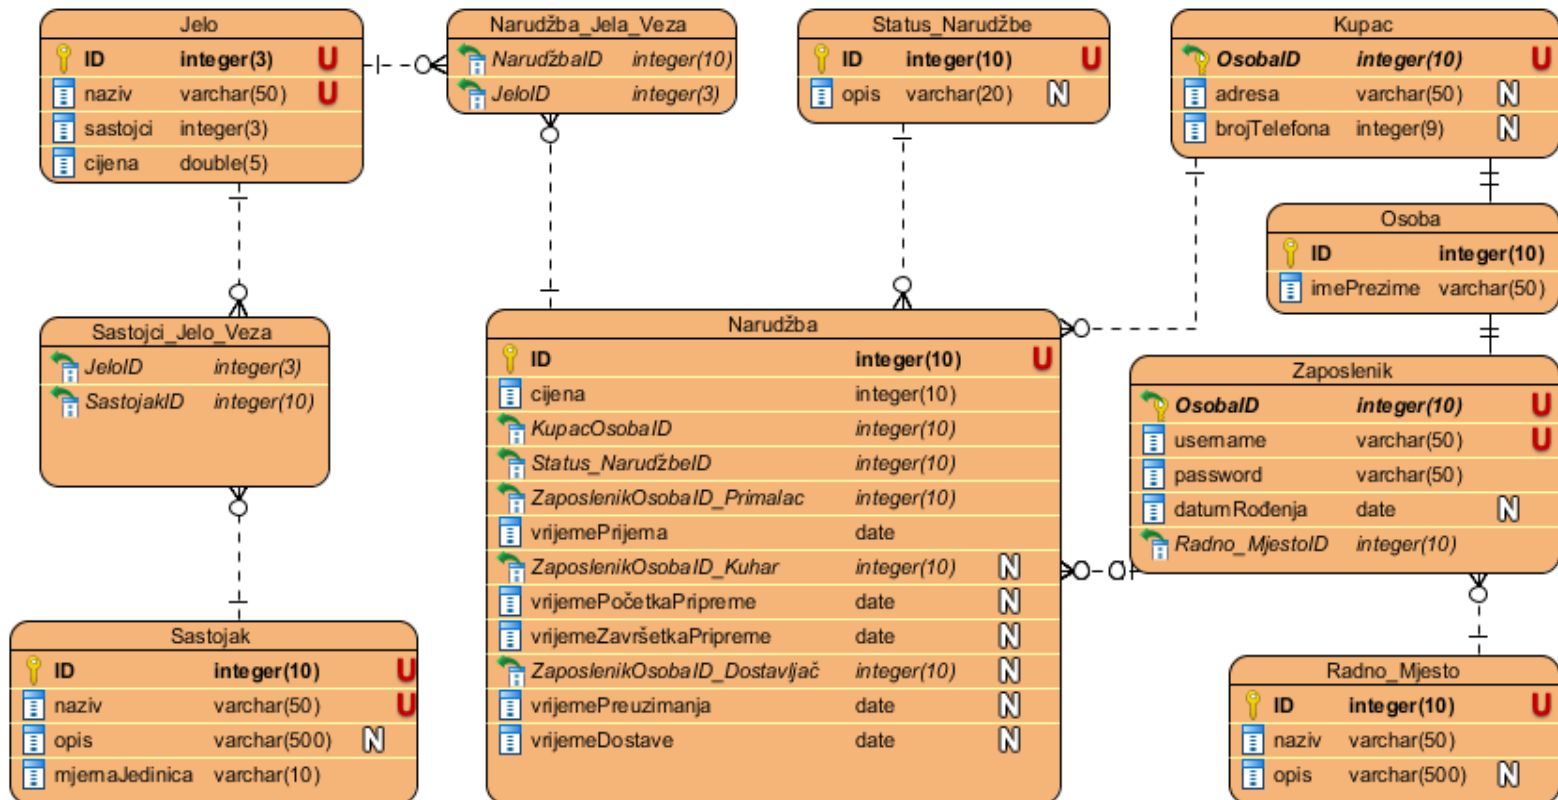 Jelo
ID integer(3) U
naziv varchar(50) U
sastojci integer(3)
cijena double(5)
Narudžba_Jela_Veza
NarudžbaID integer(10)
JeloID integer(3)
Status_Narudžbe
ID integer(10) U
opis varchar(20) N
Kupac
OsobaID integer(10) U
adresa varchar(50) N
brojTelefona integer(9) N
Osoba
ID integer(10)
imePrezime varchar(50)
Sastojci_Jelo_Veza
JeloID integer(3)
SastojakID integer(10)
Narudžba
ID integer(10) U
cijena integer(10)
KupacOsobaID integer(10)
Status_NarudžbeID integer(10)
ZaposlenikOsobaID_Primalac integer(10)
vrijemePrijema date
ZaposlenikOsobaID_Kuhar integer(10) N
vrijemePočetkaPripreme date N
vrijemeZavršetkaPripreme date N
ZaposlenikOsobaID_Dostavljač integer(10) N
vrijemePreuzimanja date N
vrijemeDostave date N
Zaposlenik
OsobaID integer(10) U
username varchar(50) U
password varchar(50)
datumRođenja date N
Radno_MjestoID integer(10)
Sastojak
ID integer(10) U
naziv varchar(50) U
opis varchar(500) N
mjernaJedinica varchar(10)
Radno_Mjesto
ID integer(10) U
naziv varchar(50)
opis varchar(500) N